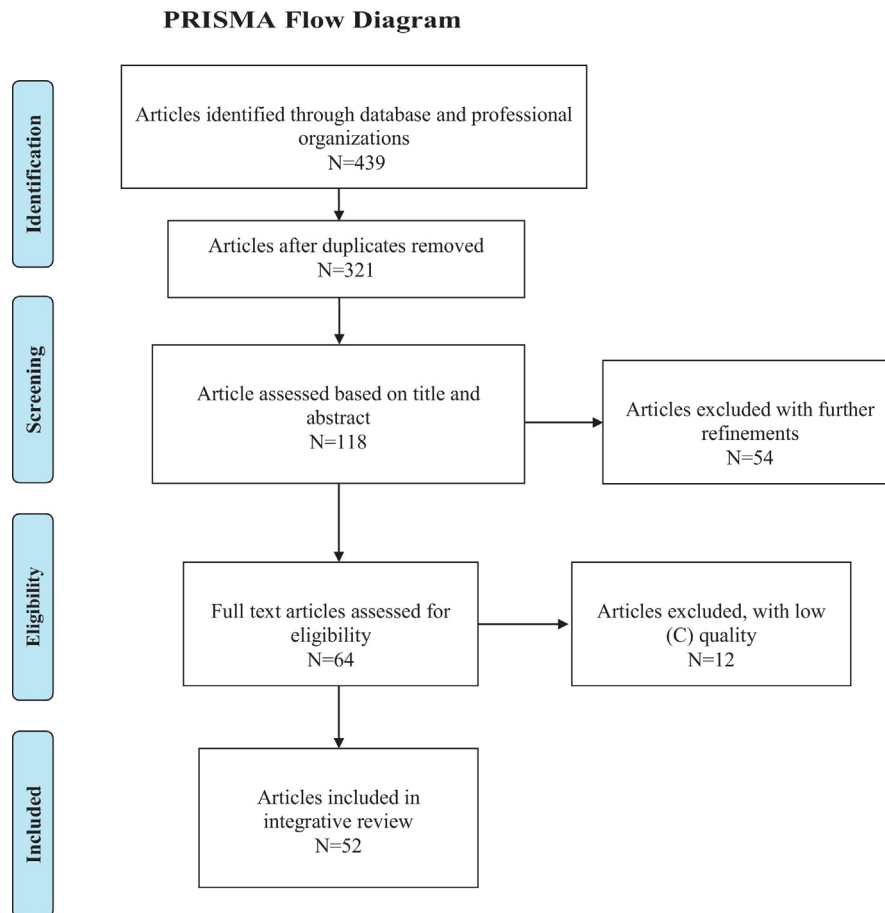 PRISMA Flow Diagram
Identification
Articles identified through database and professional
organizations
N=439
Articles after duplicates removed
N=321
Screening
Article assessed based on title and
abstract
N=118
Articles excluded with further
refinements
N=54
Eligibility
Full text articles assessed for
eligibility
N=64
Articles excluded, with low
(C) quality
N=12
Included
Articles included in
integrative review
N=52